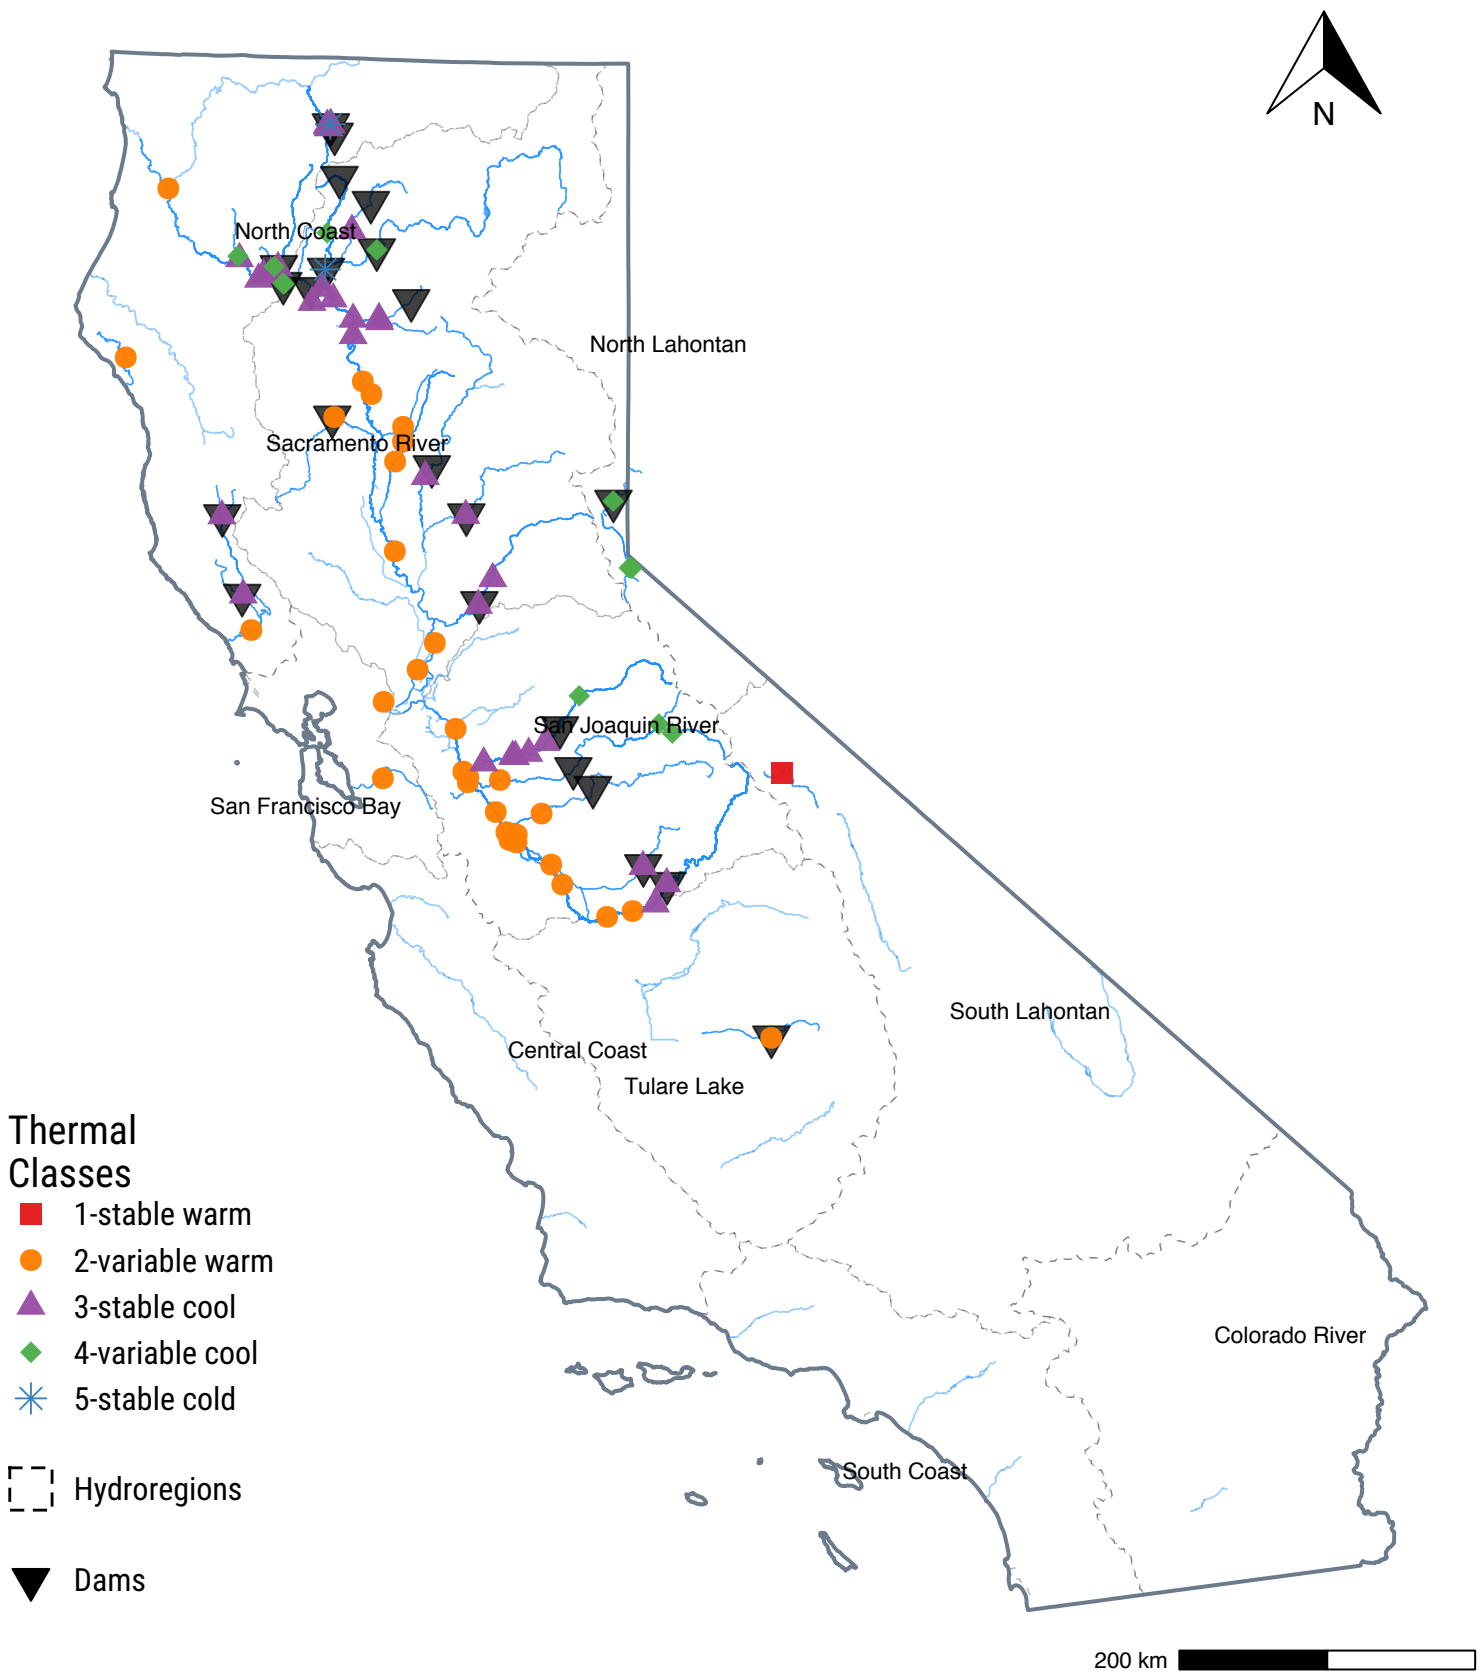 N
North Coast
North Lahontan
Sacramento River
San Joaquin River
San Francisco Bay
South Lahontan
Central Coast
Tulare Lake
Thermal
Classes
1-stable warm
2-variable warm
3-stable cool
4-variable cool
5-stable cold
Hydroregions
Dams
Colorado River
South Coast
200 km